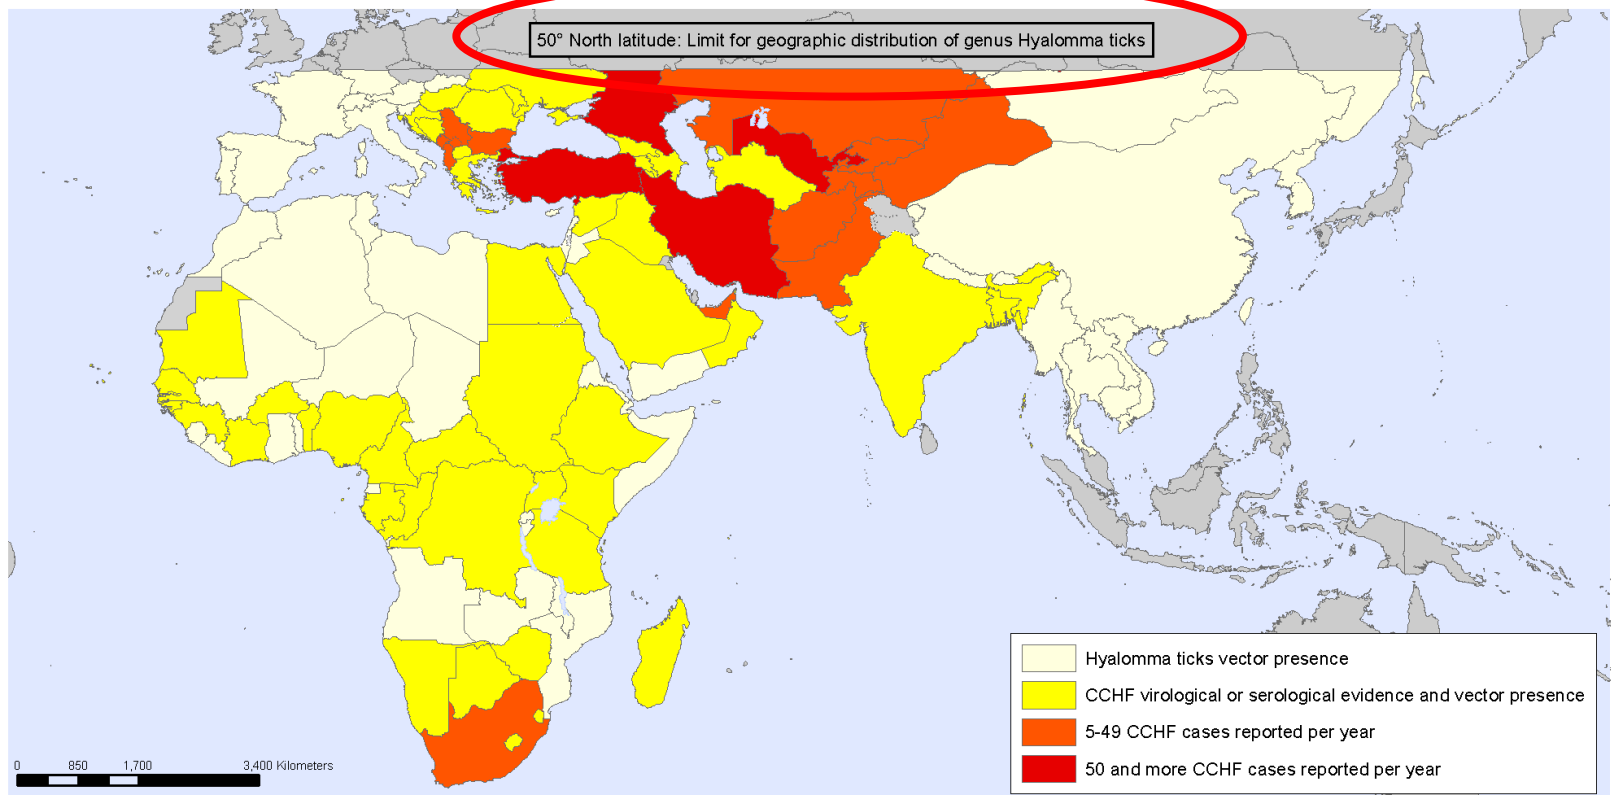 50° North latitude: Limit for geographic distribution of genus Hyalomma ticks
Hyalomma ticks vector presence
CCHF virological or serological evidence and vector presence
5-49 CCHF cases reported per year
50 and more CCHF cases reported per year
0 850 1,700 3,400 Kilometers